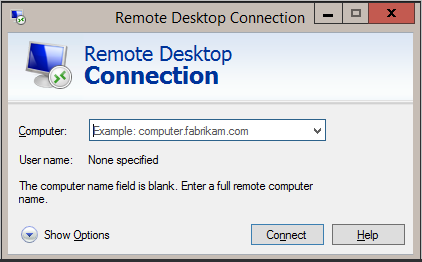 Remote Desktop Connection
Remote Desktop
Connection
Computer:
Example: computer.fabrikam.com
User name:
None specified
The computer name field is blank. Enter a full remote computer
name.
Show Options
Connect
Help